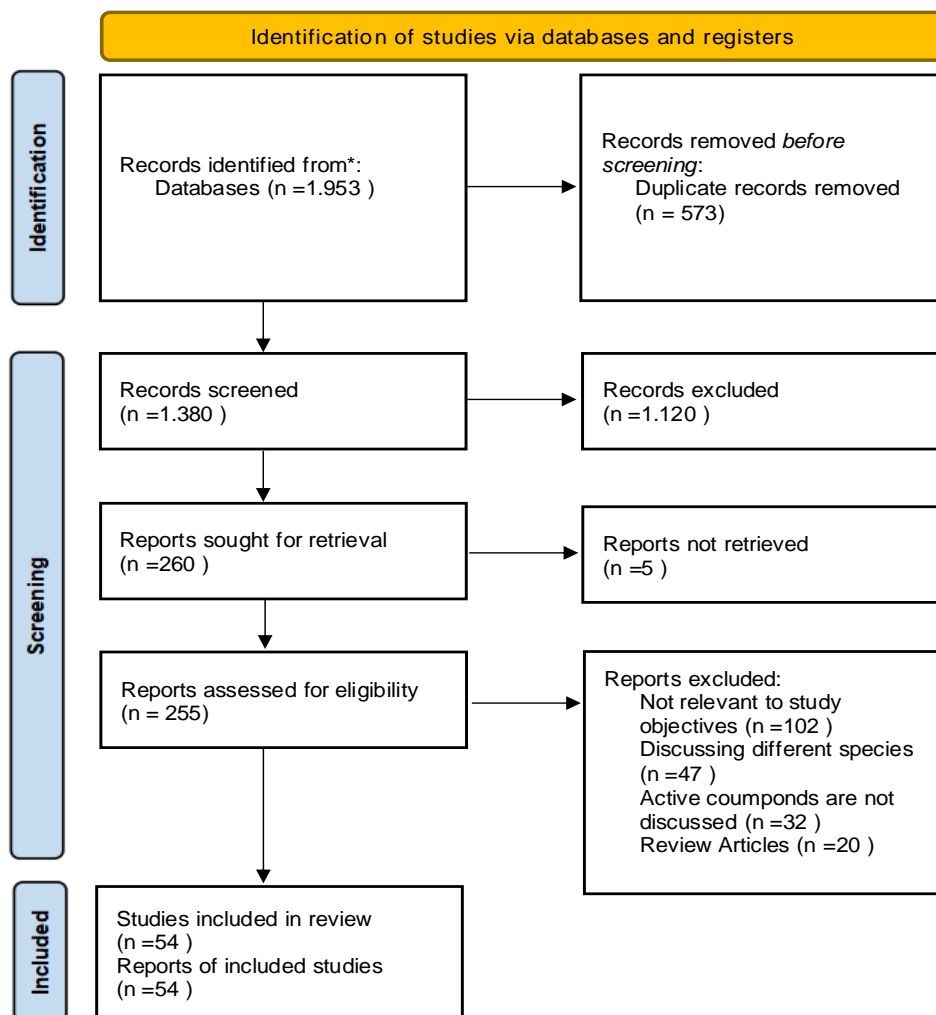 Identification of studies via databases and registers
Identification
Records identified from*:
Databases (n =1.953 )
Records removed before
screening:
Duplicate records removed
(n = 573)
Screening
Records screened
(n =1.380 )
Records excluded
(n =1.120 )
Reports sought for retrieval
(n =260 )
Reports not retrieved
(n =5 )
Reports assessed for eligibility
(n = 255)
Reports excluded:
Not relevant to study
objectives (n =102 )
Discussing different species
(n =47 )
Active coumponds are not
discussed (n =32 )
Review Articles (n =20 )
Included
Studies included in review
(n =54 )
Reports of included studies
(n =54 )